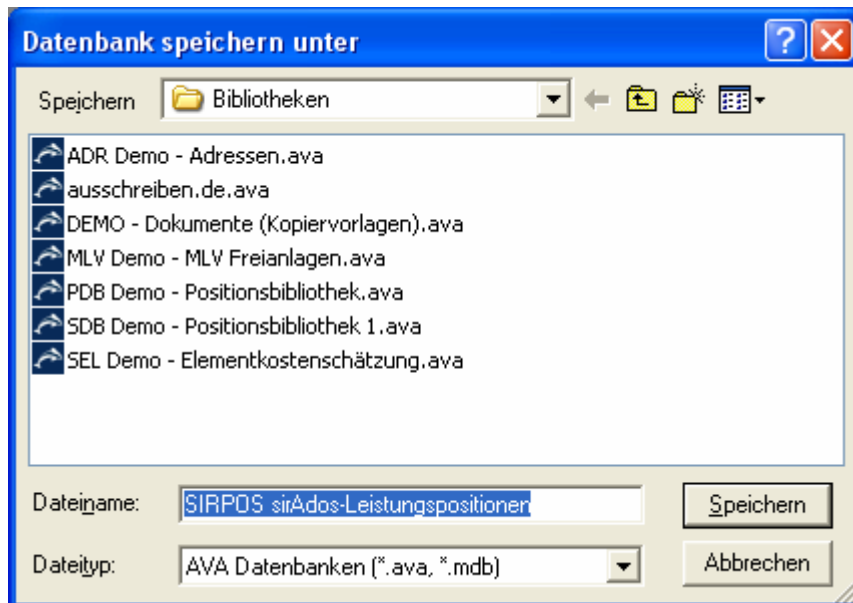 Datenbank speichern unter
Speichern Bibliotheken
ADR Demo - Adressen.ava
ausschreiben.de.ava
DEMO - Dokumente (Kopiervorlagen).ava
MLV Demo - MLV Freianlagen.ava
PDB Demo - Positionsbibliothek.ava
SDB Demo - Positionsbibliothek 1.ava
SEL Demo - Elementkostenschätzung.ava
Dateiname: SIRPOS sirAdos-Leistungspositionen Speichern
Dateityp: AVA Datenbanken (*.ava, *.mdb) Abbrechen